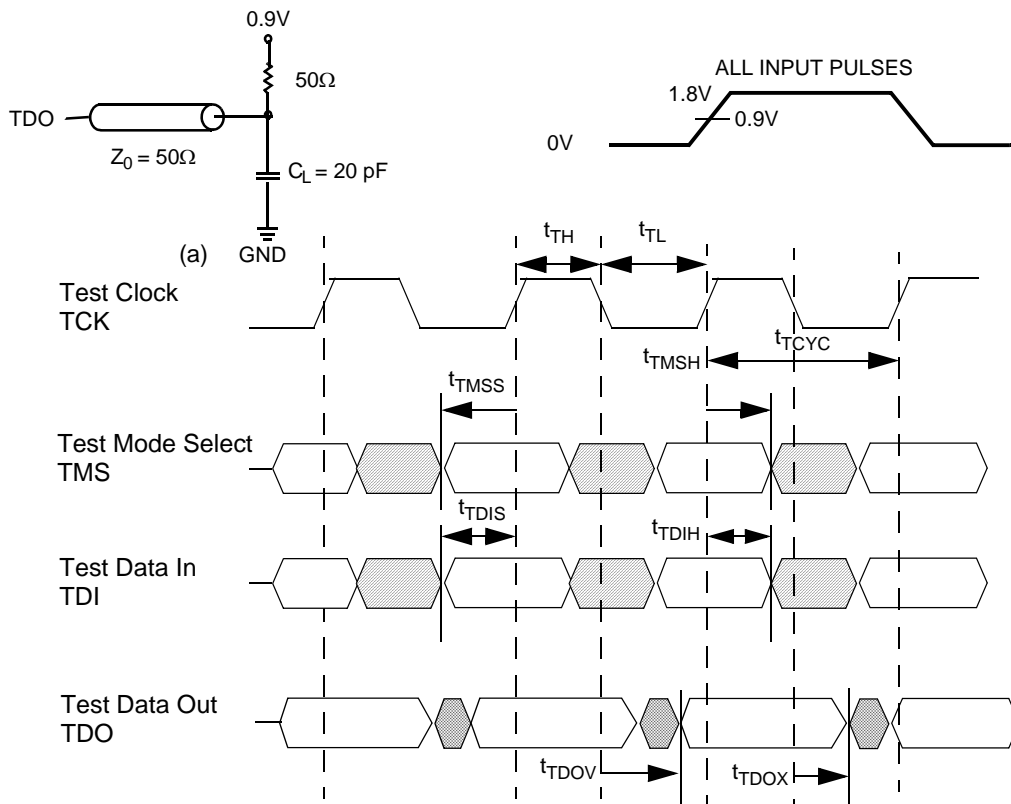 0.9V
50Ω
TDO
Z0 = 50Ω
CL = 20 pF
(a)
GND
ALL INPUT PULSES
1.8V
0.9V
0V
tTH
tTL
Test Clock
TCK
tTCYC
tTMSH
tTMSS
Test Mode Select
TMS
tTDIS
tTDIH
Test Data In
TDI
Test Data Out
TDO
tTDOV
tTDOX